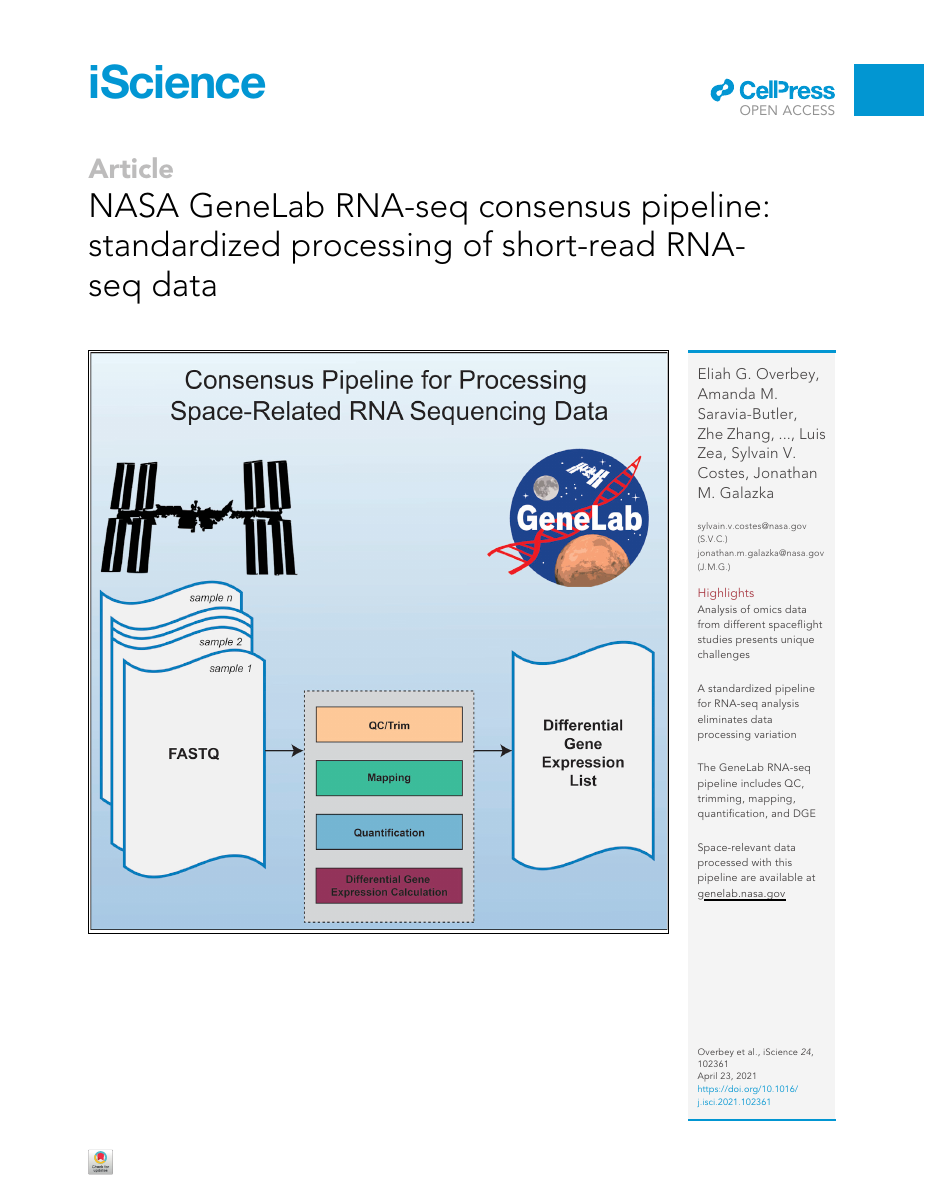 iScience
CellPress
OPEN ACCESS
Article
NASA GeneLab RNA-seq consensus pipeline:
standardized processing of short-read RNA-
seq data
Consensus Pipeline for Processing
Space-Related RNA Sequencing Data
GeneLab
sample n
sample 2
sample 1
FASTQ
QC/Trim
Mapping
Quantification
Differential Gene
Expression Calculation
Differential
Gene
Expression
List
Eliah G. Overbey,
Amanda M.
Saravia-Butler,
Zhe Zhang, ..., Luis
Zea, Sylvain V.
Costes, Jonathan
M. Galazka
sylvain.v.costes@nasa.gov
(S.V.C.)
jonathan.m.galazka@nasa.gov
(J.M.G.)
Highlights
Analysis of omics data
from different spaceflight
studies presents unique
challenges
A standardized pipeline
for RNA-seq analysis
eliminates data
processing variation
The GeneLab RNA-seq
pipeline includes QC,
trimming, mapping,
quantification, and DGE
Space-relevant data
processed with this
pipeline are available at
genelab.nasa.gov
Overbey et al., iScience 24,
102361
April 23, 2021
https://doi.org/10.1016/
j.isci.2021.102361
Check for
updates